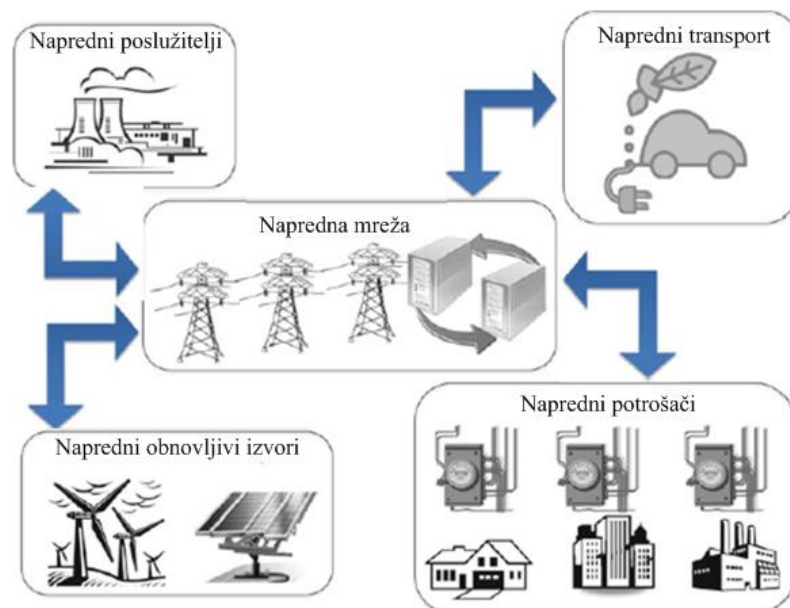 Napredni poslužitelji
Napredni transport
Napredna mreža
Napredni obnovljivi izvori
Napredni potrošači